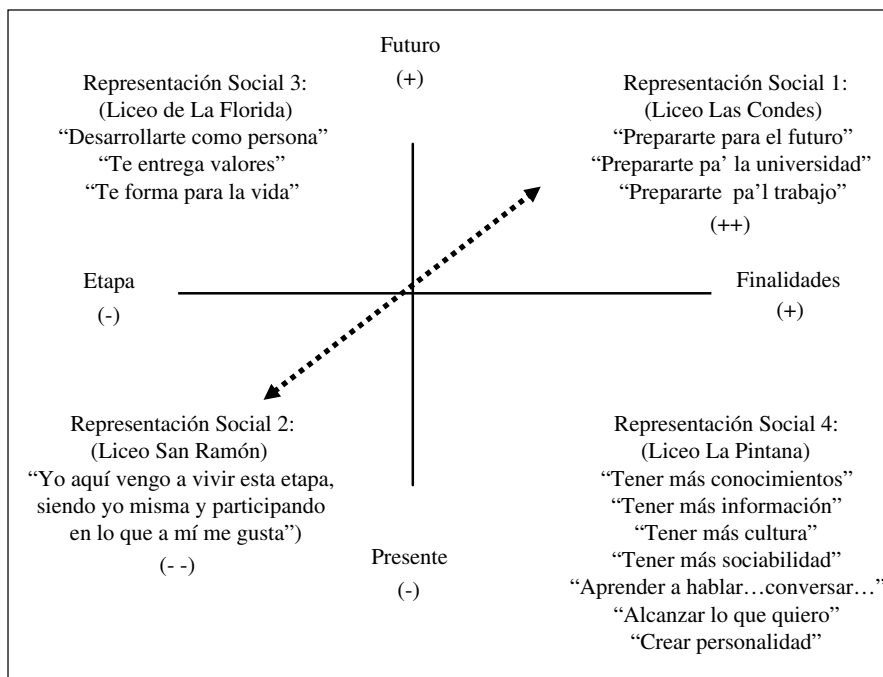 Futuro
(+)
Representación Social 3:
(Liceo de La Florida)
“Desarrollarte como persona”
“Te entrega valores”
“Te forma para la vida”
Representación Social 1:
(Liceo Las Condes)
“Prepararte para el futuro”
“Prepararte pa’ la universidad”
“Prepararte pa’l trabajo”
(++)
Etapa
(-)
Finalidades
(+)
Representación Social 2:
(Liceo San Ramón)
“Yo aquí vengo a vivir esta etapa,
siendo yo misma y participando
en lo que a mí me gusta”)
(- -)
Presente
(-)
Representación Social 4:
(Liceo La Pintana)
“Tener más conocimientos”
“Tener más información”
“Tener más cultura”
“Tener más sociabilidad”
“Aprender a hablar…conversar…”
“Alcanzar lo que quiero”
“Crear personalidad”